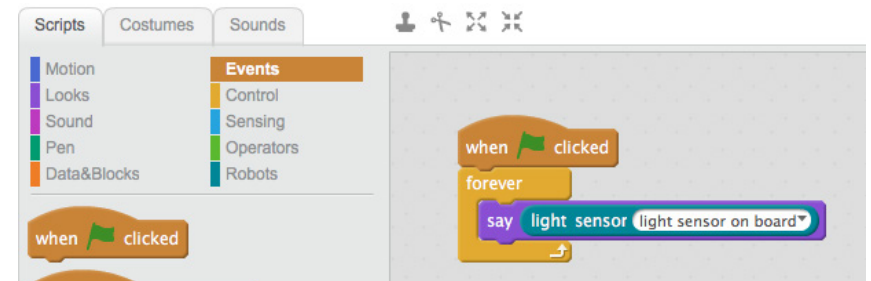 Scripts Costumes Sounds
Motion Events
Looks Control
Sound Sensing
Pen Operators
Data&Blocks Robots
when clicked
when clicked
forever
say light sensor light sensor on board